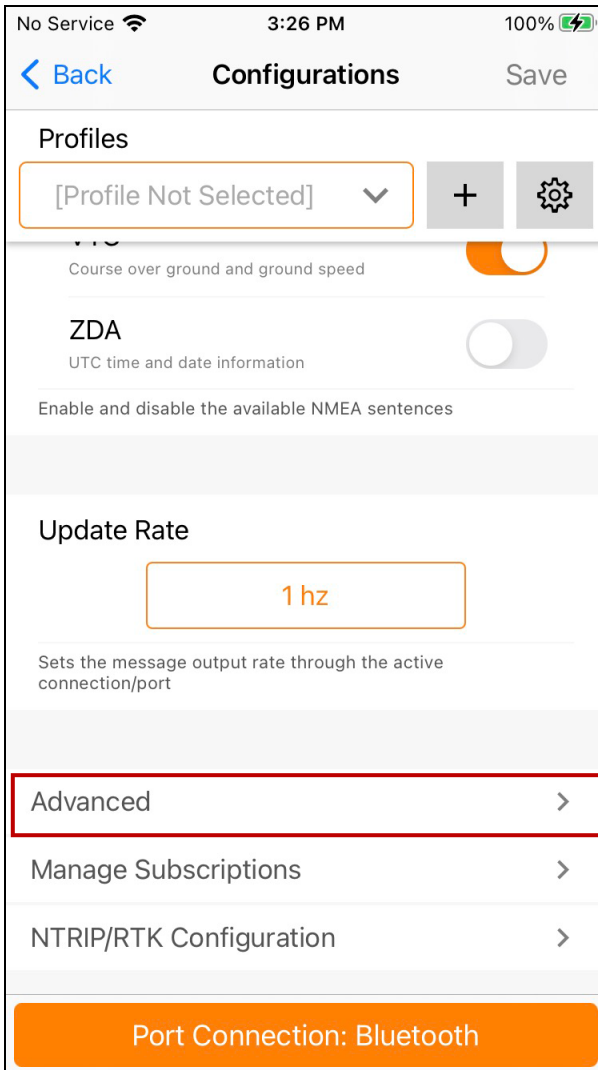 No Service 3:26 PM 100%
Back Configurations Save
Profiles
[Profile Not Selected] +
Course over ground and ground speed
ZDA
UTC time and date information
Enable and disable the available NMEA sentences
Update Rate
1 hz
Sets the message output rate through the active
connection/port
Advanced
Manage Subscriptions
NTRIP/RTK Configuration
Port Connection: Bluetooth